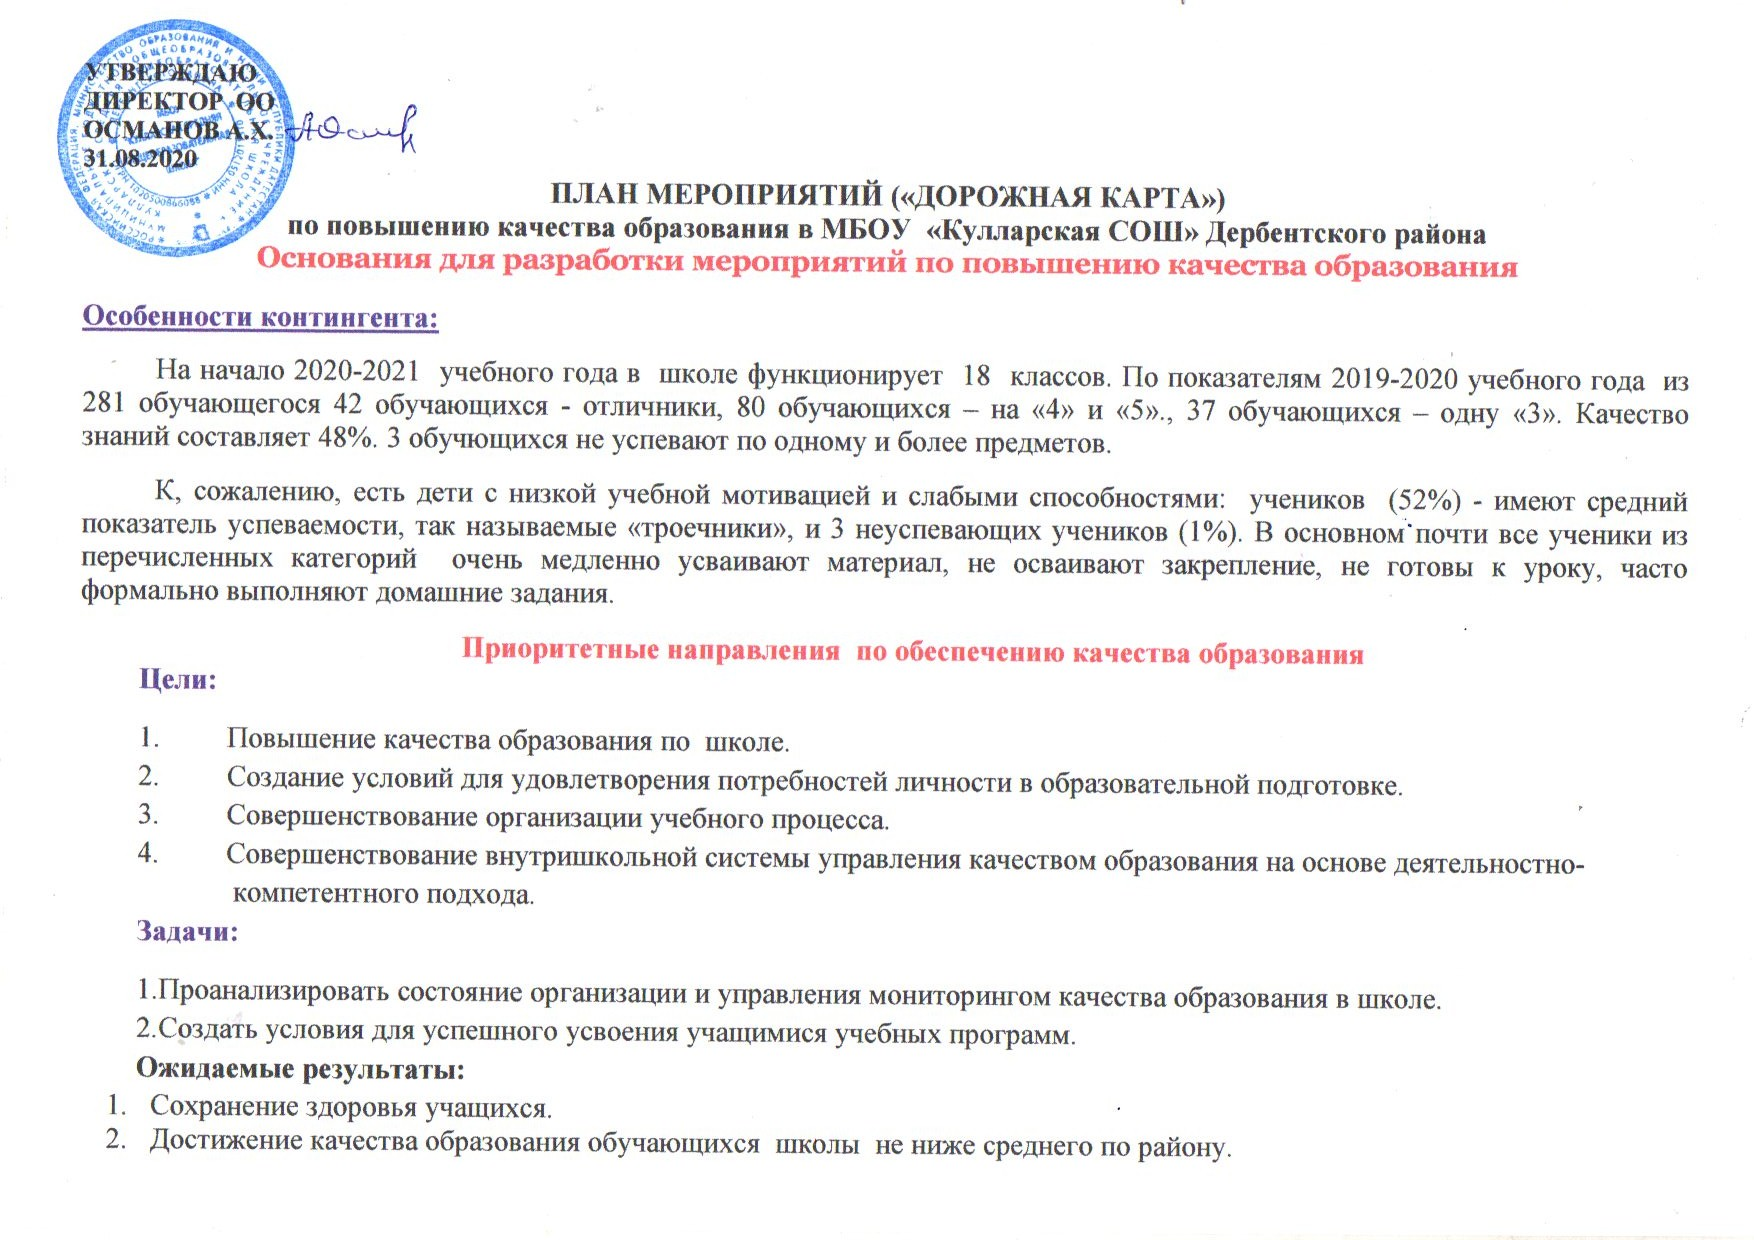 УТВЕРЖДАЮ
ДИРЕКТОР ОО
ОСМАНОВ А.Х.
31.08.2020
ПЛАН МЕРОПРИЯТИЙ («ДОРОЖНАЯ КАРТА»)
по повышению качества образования в МБОУ «Кулларская СОШ» Дербентского района
Основания для разработки мероприятий по повышению качества образования
Особенности контингента:
На начало 2020-2021 учебного года в школе функционирует 18 классов. По показателям 2019-2020 учебного года из
281 обучающегося 42 обучающихся - отличники, 80 обучающихся – на «4» и «5»., 37 обучающихся – одну «3». Качество
знаний составляет 48%. 3 обучющихся не успевают по одному и более предметов.
К, сожалению, есть дети с низкой учебной мотивацией и слабыми способностями: учеников (52%) - имеют средний
показатель успеваемости, так называемые «троечники», и 3 неуспевающих учеников (1%). В основном почти все ученики из
перечисленных категорий очень медленно усваивают материал, не осваивают закрепление, не готовы к уроку, часто
формально выполняют домашние задания.
Приоритетные направления по обеспечению качества образования
Цели:
1. Повышение качества образования по школе.
2. Создание условий для удовлетворения потребностей личности в образовательной подготовке.
3. Совершенствование организации учебного процесса.
4. Совершенствование внутришкольной системы управления качеством образования на основе деятельностно-
компетентного подхода.
Задачи:
1.Проанализировать состояние организации и управления мониторингом качества образования в школе.
2.Создать условия для успешного усвоения учащимися учебных программ.
Ожидаемые результаты:
1. Сохранение здоровья учащихся.
2. Достижение качества образования обучающихся школы не ниже среднего по району.